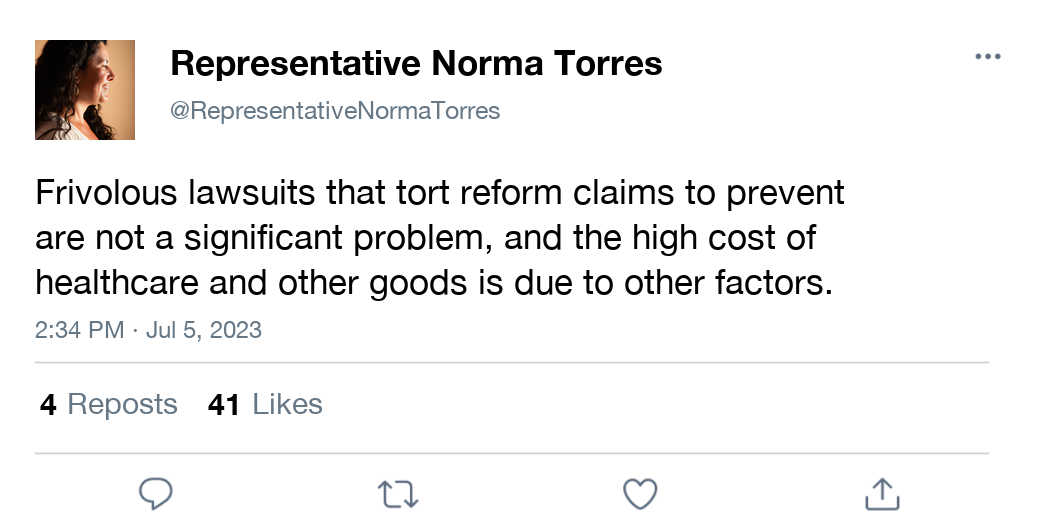 Representative Norma Torres
@RepresentativeNormaTorres
Frivolous lawsuits that tort reform claims to prevent
are not a significant problem, and the high cost of
healthcare and other goods is due to other factors.
2:34 PM · Jul 5, 2023
4 Reposts 41 Likes